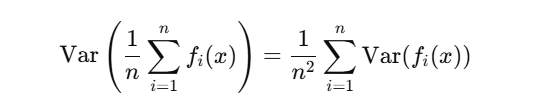 Var(1/n ∑_{i=1}^{n} f_i(x)) = 1/n² ∑_{i=1}^{n} Var(f_i(x))